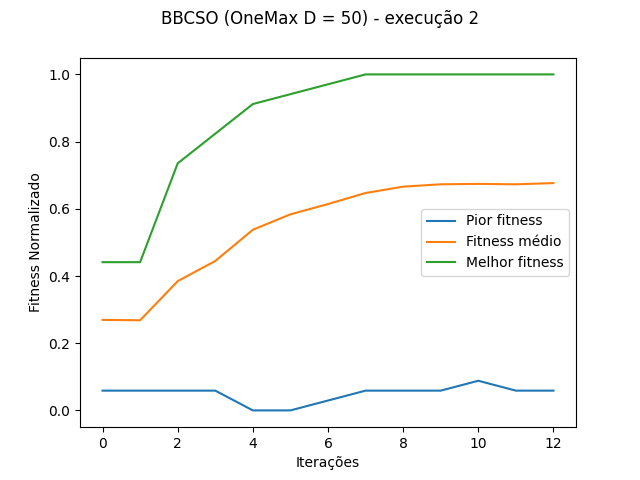 BBCSO (OneMax D = 50) - execução 2
1.0
0.8
0.6
0.4
0.2
0.0
Fitness Normalizado
Pior fitness
Fitness médio
Melhor fitness
0 2 4 6 8 10 12
Iterações